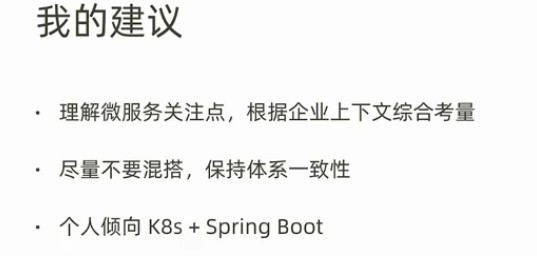 我的建议
· 理解微服务关注点，根据企业上下文综合考量
· 尽量不要混搭，保持体系一致性
· 个人倾向 K8s + Spring Boot